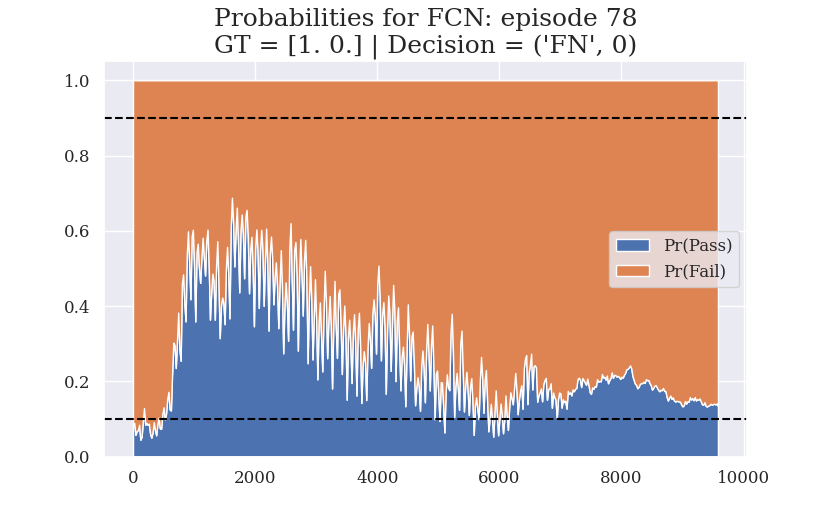 Probabilities for FCN: episode 78
GT = [1. 0.] | Decision = ('FN', 0)
1.0
0.8
0.6
0.4
0.2
0.0
Pr(Pass)
Pr(Fail)
0 2000 4000 6000 8000 10000